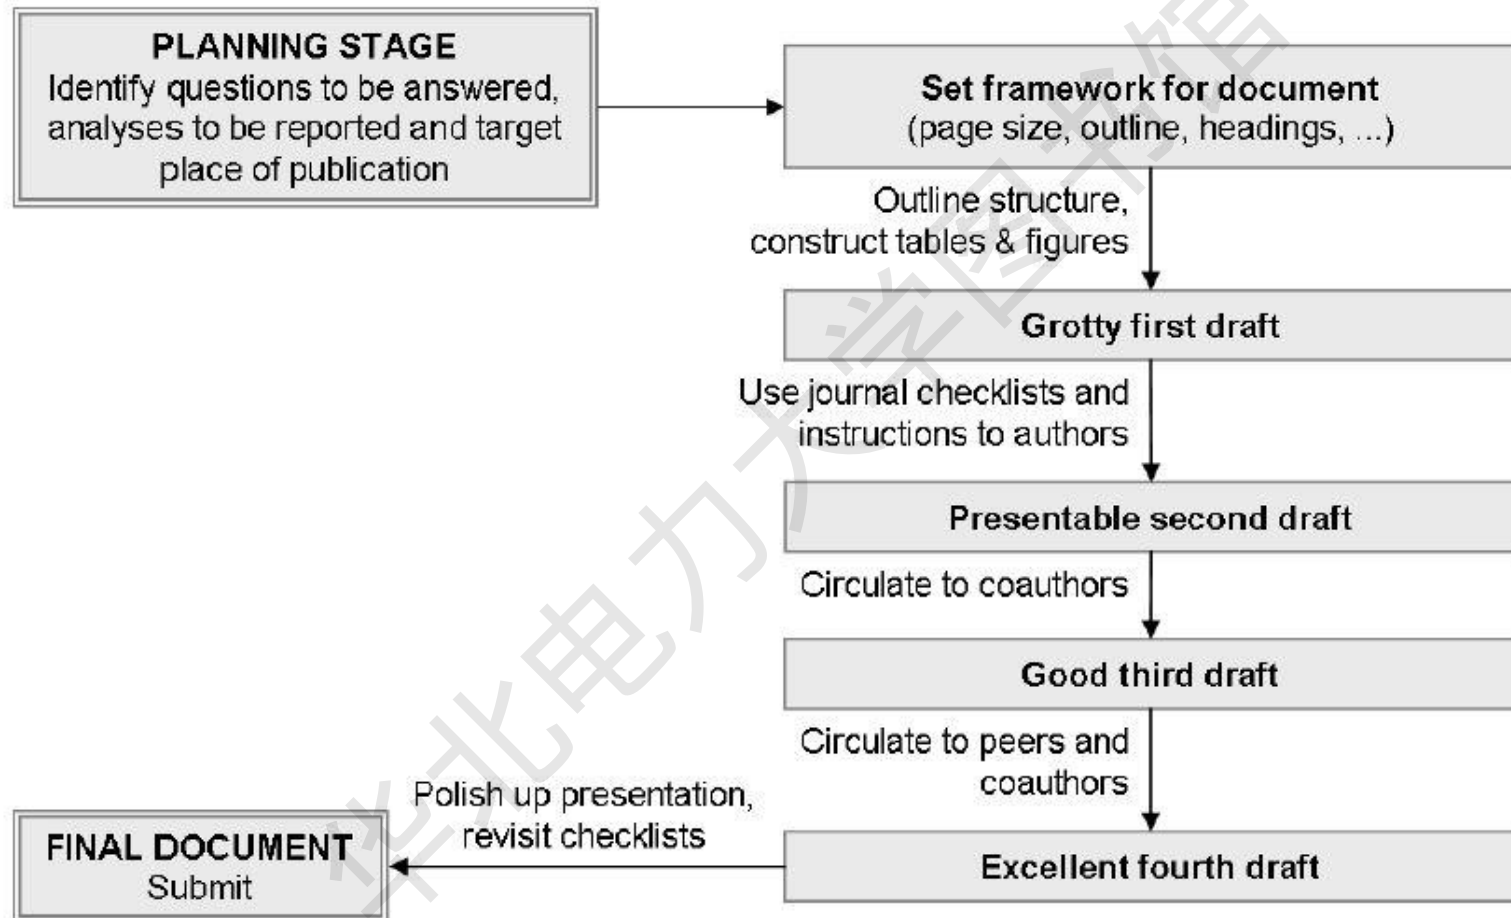 PLANNING STAGE
Identify questions to be answered,
analyses to be reported and target
place of publication
Set framework for document
(page size, outline, headings, ...)
Outline structure,
construct tables & figures
Grotty first draft
Use journal checklists and
instructions to authors
Presentable second draft
Circulate to coauthors
Good third draft
Circulate to peers and
coauthors
Excellent fourth draft
Polish up presentation,
revisit checklists
FINAL DOCUMENT
Submit
华北电力大学图书馆